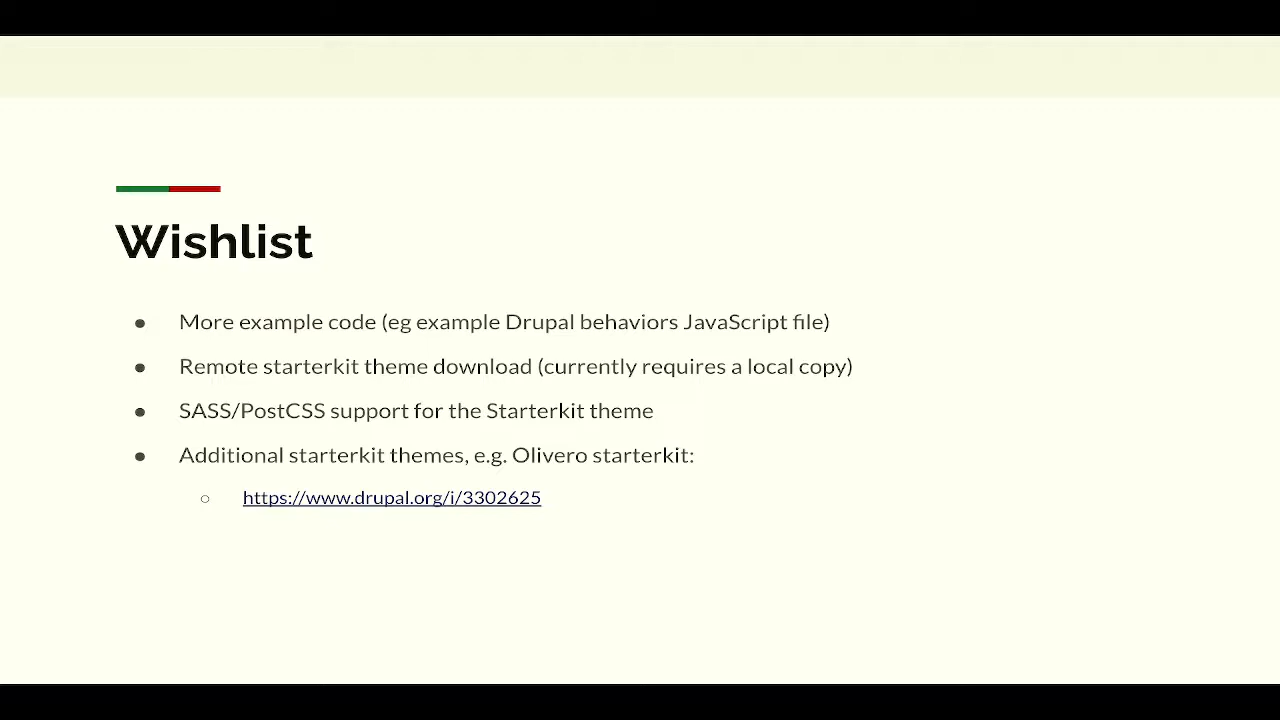 Wishlist
● More example code (eg example Drupal behaviors JavaScript file)
● Remote starterkit theme download (currently requires a local copy)
● SASS/PostCSS support for the Starterkit theme
● Additional starterkit themes, e.g. Olivero starterkit:
○ https://www.drupal.org/i/3302625